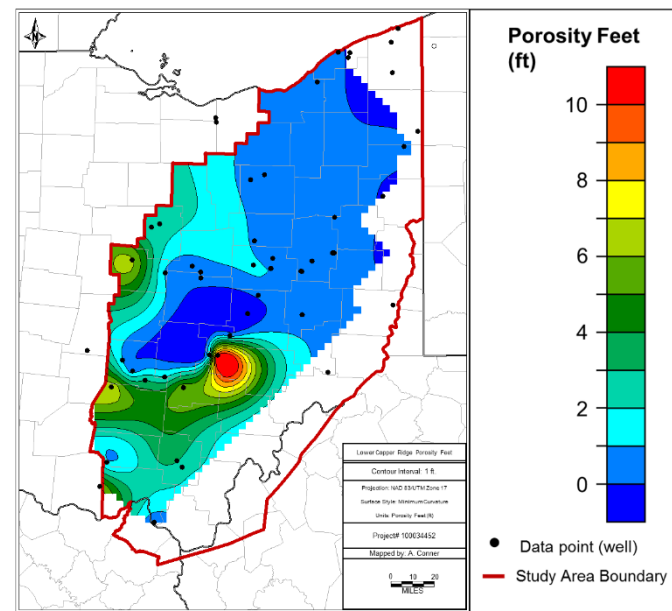 N
Lower Copper Ridge Porosity Feet
Contour Interval: 1 ft.
Projection: NAD 83/UTM Zone 17
Surface Style: Minimum Curvature
Units: Porosity Feet (ft)
Project# 100034452
Mapped by: A. Conner
0 10 20
MILES
Porosity Feet
(ft)
10
8
6
4
2
0
Data point (well)
Study Area Boundary